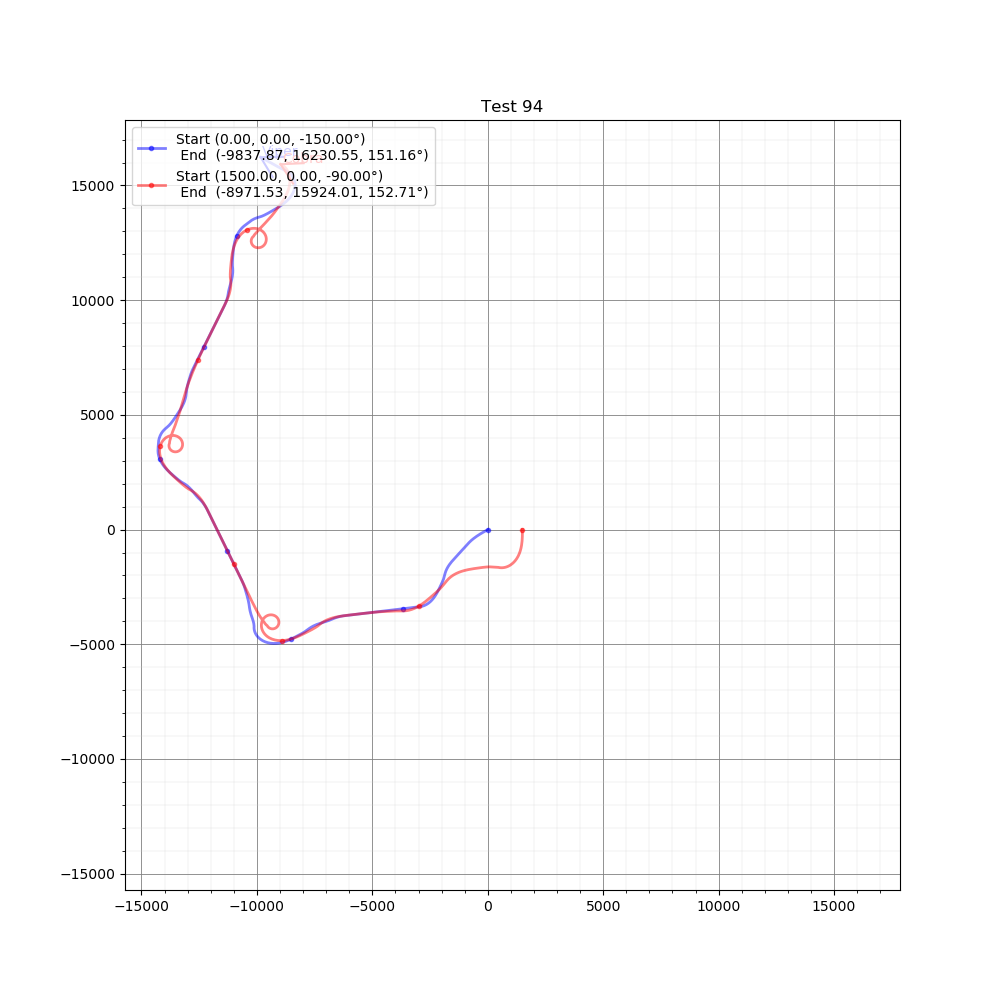 Test 94
Start (0.00, 0.00, -150.00°)
End (-9837.87, 16230.55, 151.16°)
Start (1500.00, 0.00, -90.00°)
End (-8971.53, 15924.01, 152.71°)
15000
10000
5000
0
−5000
−10000
−15000
−15000 −10000 −5000 0 5000 10000 15000